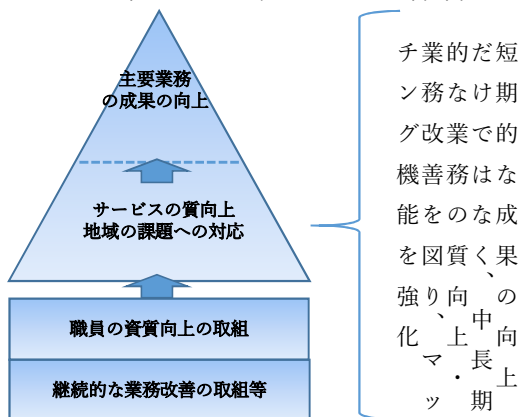 主要業務
の成果の向上
サービスの質向上
地域の課題への対応
職員の資質向上の取組
継続的な業務改善の取組等
短期的な成果の向上
だけではなく、中長期
的な業務の質向上・
業務改善を図り、マッ
チング機能を強化